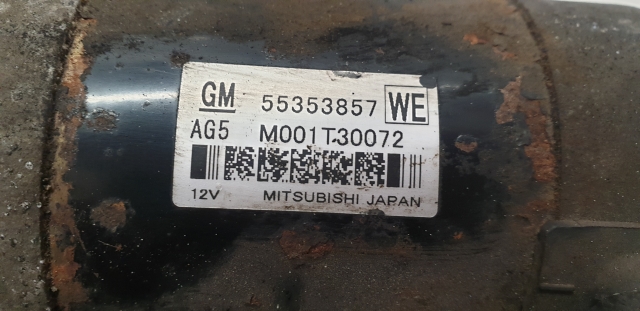 GM 55353857 WE
AG5 M001T30072
12V MITSUBISHI JAPAN